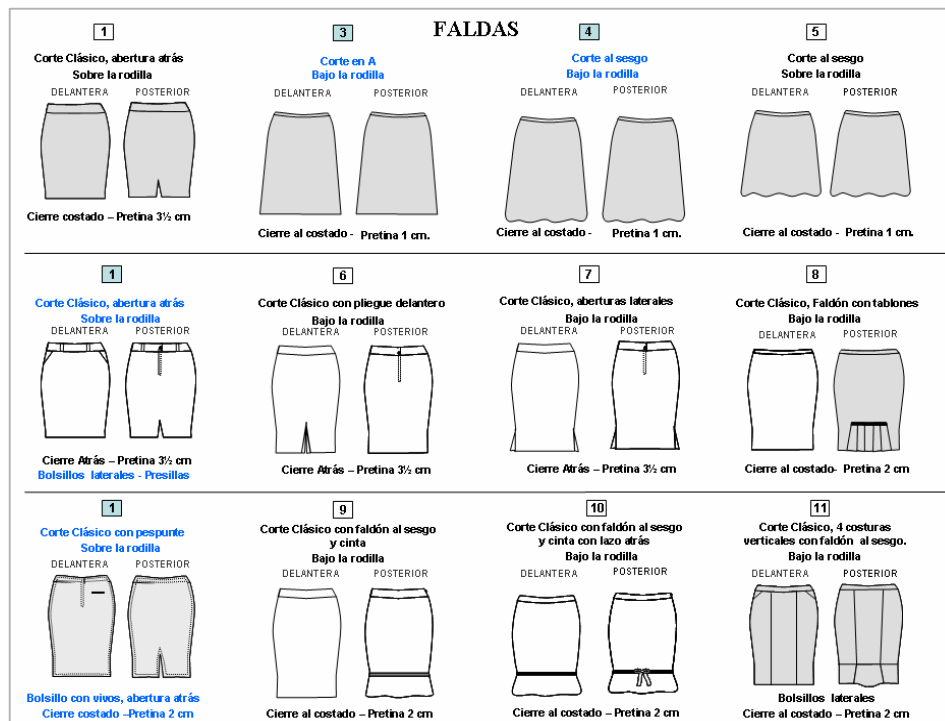 FALDAS
1
Corte Clásico, abertura atrás
Sobre la rodilla
DELANTERA POSTERIOR
Cierre costado – Pretina 3½ cm
3
Corte en A
Bajo la rodilla
DELANTERA POSTERIOR
Cierre al costado - Pretina 1 cm.
4
Corte al sesgo
Bajo la rodilla
DELANTERA POSTERIOR
Cierre al costado - Pretina 1 cm.
5
Corte al sesgo
Sobre la rodilla
DELANTERA POSTERIOR
Cierre al costado - Pretina 1 cm.
1
Corte Clásico, abertura atrás
Sobre la rodilla
DELANTERA POSTERIOR
Cierre Atrás – Pretina 3½ cm
Bolsillos laterales - Presillas
6
Corte Clásico con pliegue delantero
Bajo la rodilla
DELANTERA POSTERIOR
Cierre Atrás – Pretina 3½ cm
7
Corte Clásico, aberturas laterales
Bajo la rodilla
DELANTERA POSTERIOR
Cierre Atrás – Pretina 3½ cm
8
Corte Clásico, Faldón con tablones
Bajo la rodilla
DELANTERA POSTERIOR
Cierre al costado- Pretina 2 cm
1
Corte Clásico con pespunte
Sobre la rodilla
DELANTERA POSTERIOR
Bolsillo con vivos, abertura atrás
Cierre costado –Pretina 2 cm
9
Corte Clásico con faldón al sesgo
y cinta
Bajo la rodilla
DELANTERA POSTERIOR
Cierre al costado – Pretina 2 cm
10
Corte Clásico con faldón al sesgo
y cinta con lazo atrás
Bajo la rodilla
DELANTERA POSTERIOR
Cierre al costado – Pretina 2 cm
11
Corte Clásico, 4 costuras
verticales con faldón al sesgo.
Bajo la rodilla
DELANTERA POSTERIOR
Bolsillos laterales
Cierre al costado – Pretina 2 cm